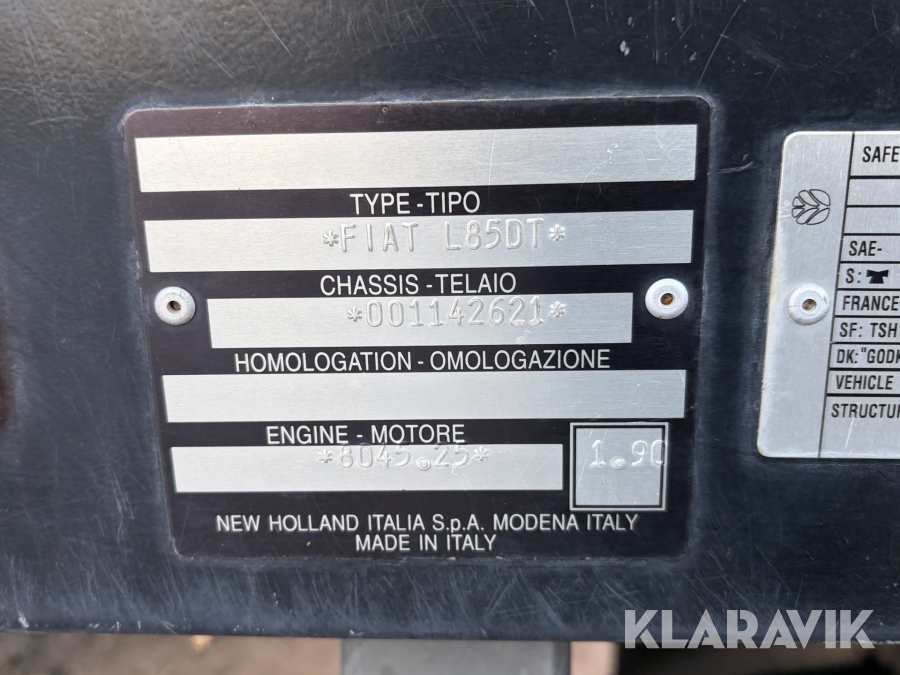 TYPE - TIPO
*FIAT L85DT*
CHASSIS - TELAIO
*001142621*
HOMOLOGATION - OMOLOGAZIONE
ENGINE - MOTORE
*8045.25*
1.90
NEW HOLLAND ITALIA S.p.A. MODENA ITALY
MADE IN ITALY
SAFE
SAE-
S:
FRANCE
SF: TSH
DK: "GODK
VEHICLE
STRUCTUR
KLARAVIK